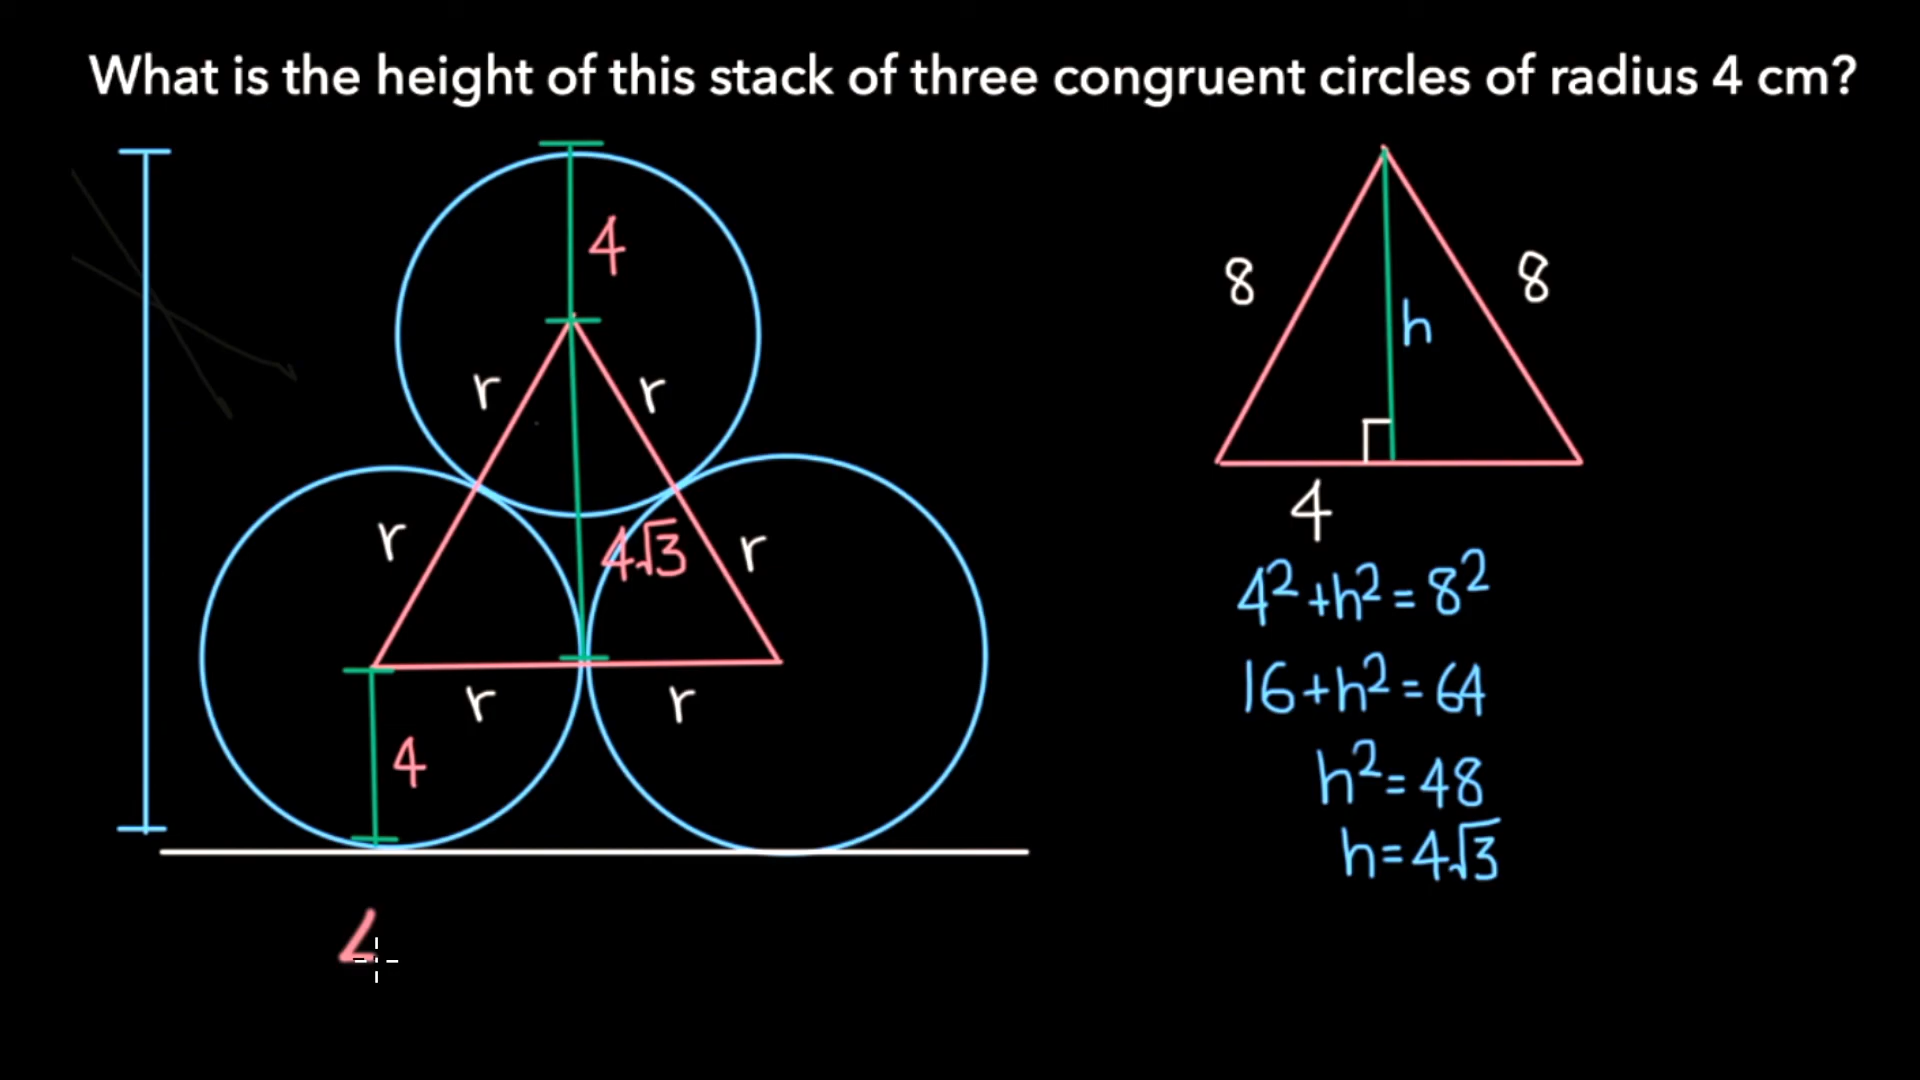 What is the height of this stack of three congruent circles of radius 4 cm?
4
r
r
r
4√3
r
r
r
4
8
8
h
4
4²+h²=8²
16+h²=64
h²=48
h=4√3